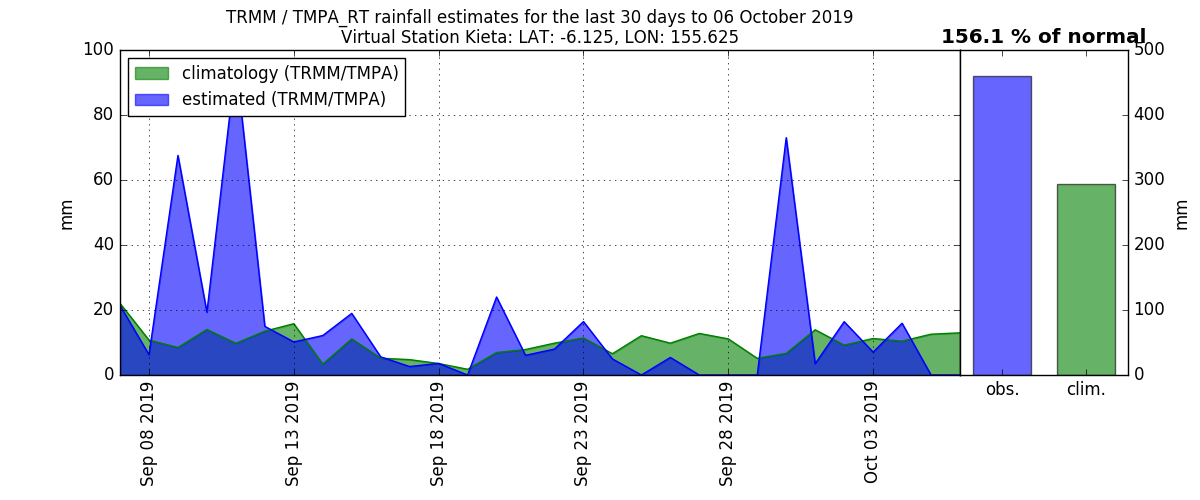 TRMM / TMPA_RT rainfall estimates for the last 30 days to 06 October 2019
Virtual Station Kieta: LAT: -6.125, LON: 155.625
156.1 % of normal
climatology (TRMM/TMPA)
estimated (TRMM/TMPA)
100
80
60
40
20
0
mm
Sep 08 2019
Sep 13 2019
Sep 18 2019
Sep 23 2019
Sep 28 2019
Oct 03 2019
obs.
clim.
500
400
300
200
100
0
mm